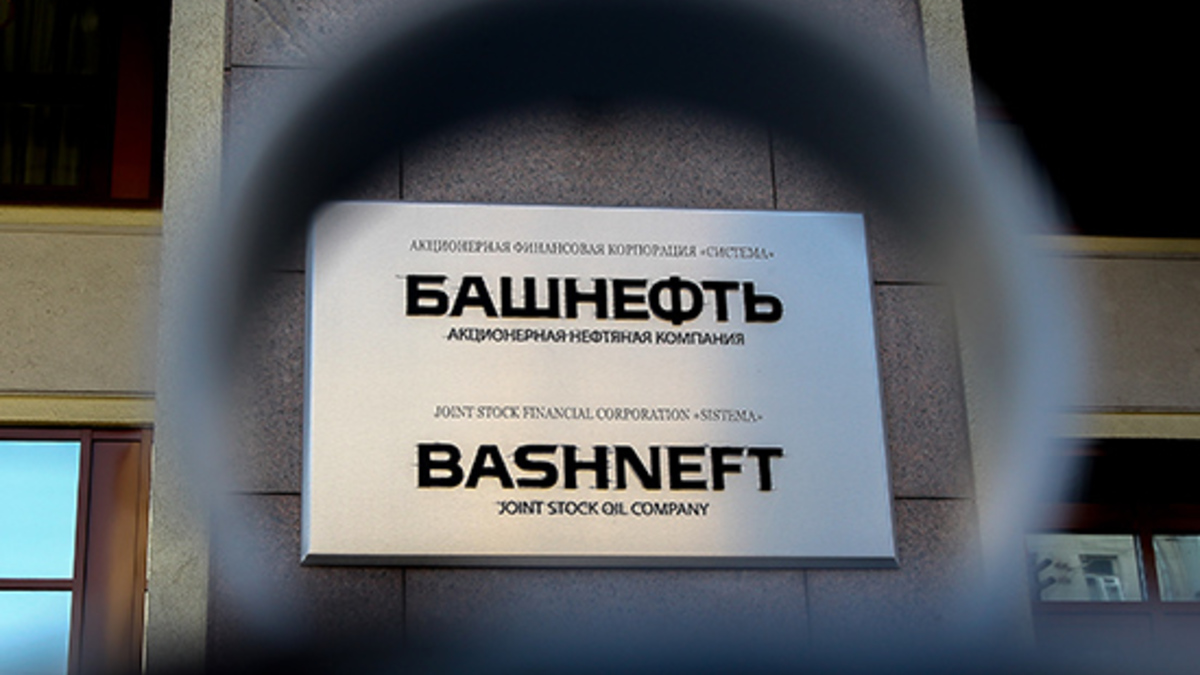 АКЦИОНЕРНАЯ ФИНАНСОВАЯ КОРПОРАЦИЯ «СИСТЕМА»
БАШНЕФТЬ
АКЦИОНЕРНАЯ НЕФТЯНАЯ КОМПАНИЯ
JOINT STOCK FINANCIAL CORPORATION «SISTEMA»
BASHNEFT
JOINT STOCK OIL COMPANY